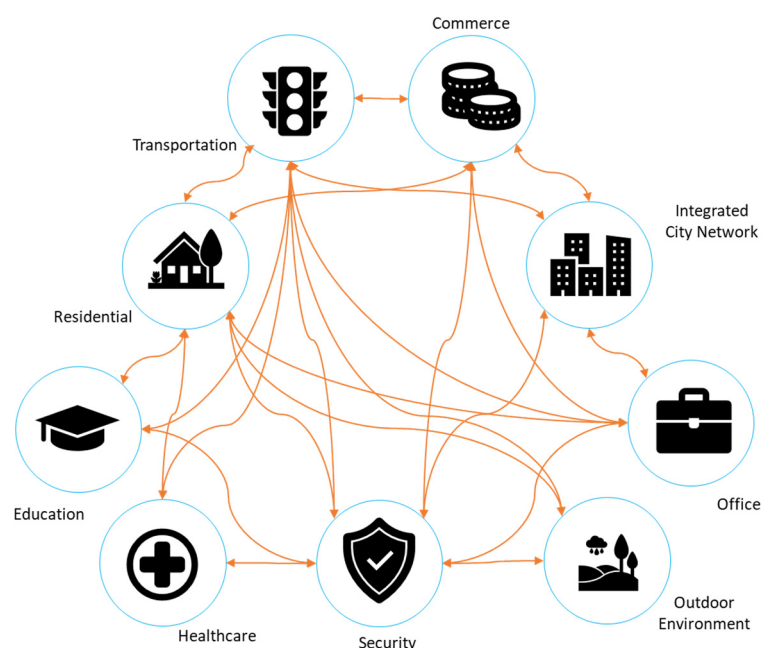 Commerce
Transportation
Integrated
City Network
Residential
Education
Office
Healthcare
Security
Outdoor
Environment